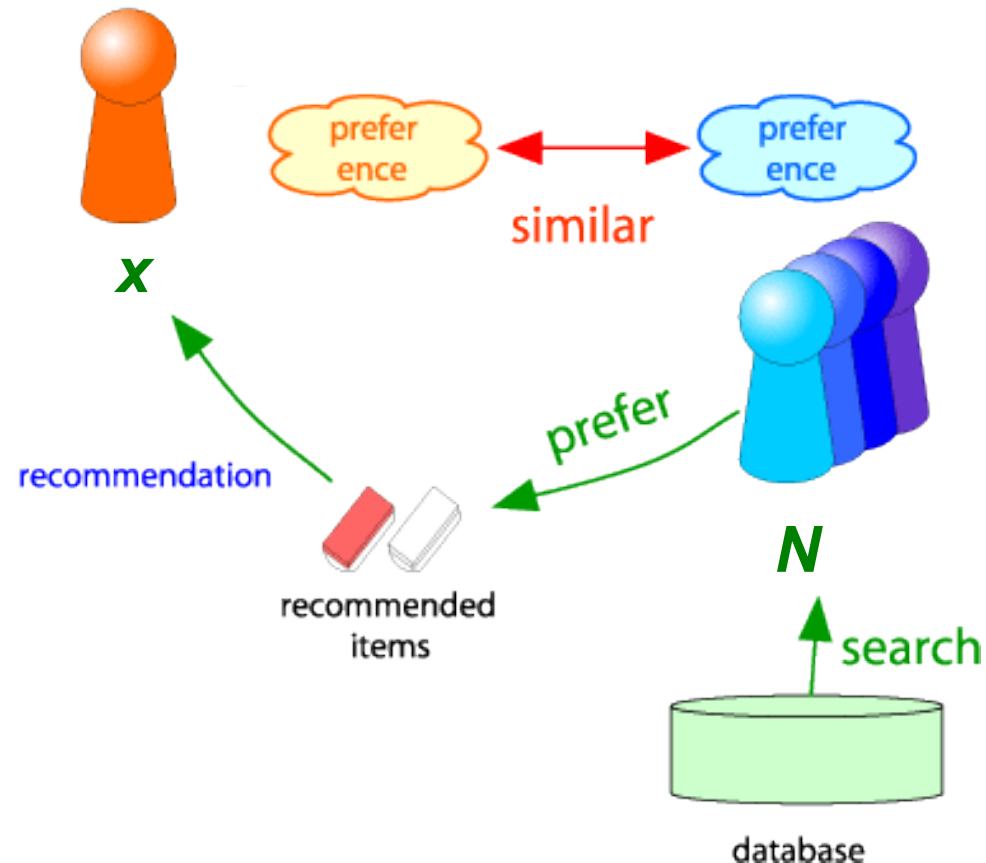 prefer
ence
prefer
ence
similar
x
prefer
recommendation
N
recommended
items
search
database